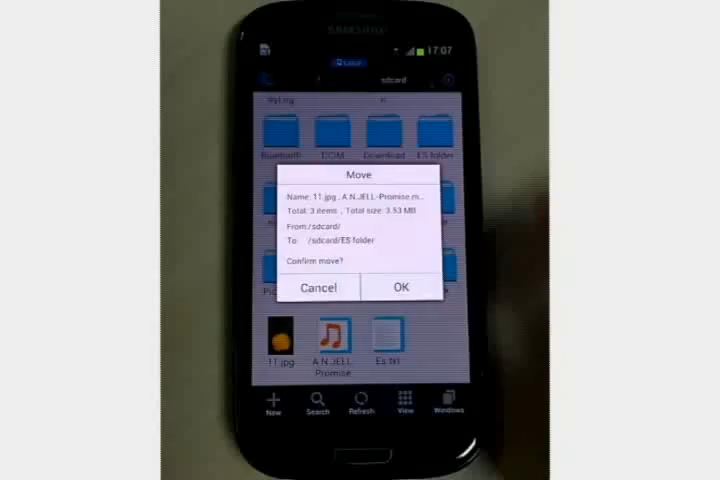 SAMSUNG
17:07
Local
/
sdcard
Bluetooth
DCIM
Download
ES folder
Move
Name: 11.jpg , A.N.JELL-Promise.m...
Total: 3 items , Total size: 3.53 MB
From:/sdcard/
To: /sdcard/ES folder
Confirm move?
Cancel
OK
11.jpg
A.N.JELL-
Promise
Es.txt
New
Search
Refresh
View
Windows